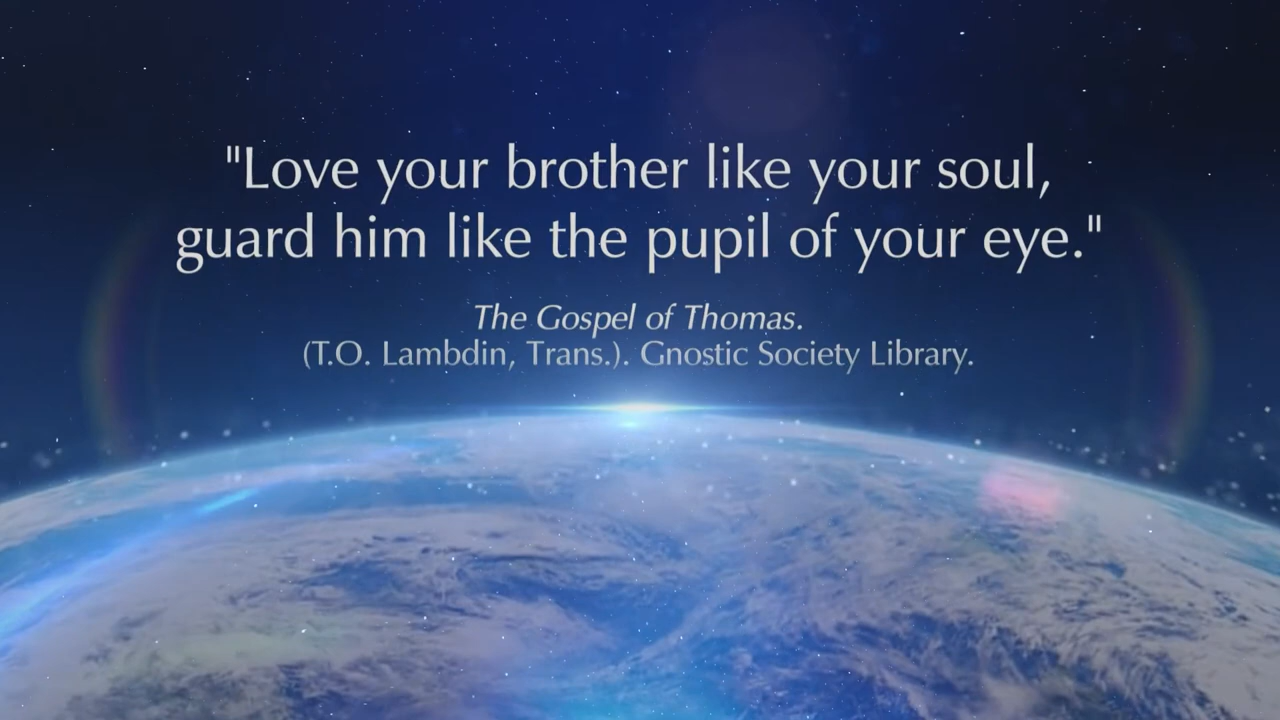 "Love your brother like your soul,
guard him like the pupil of your eye."
The Gospel of Thomas.
(T.O. Lambdin, Trans.). Gnostic Society Library.